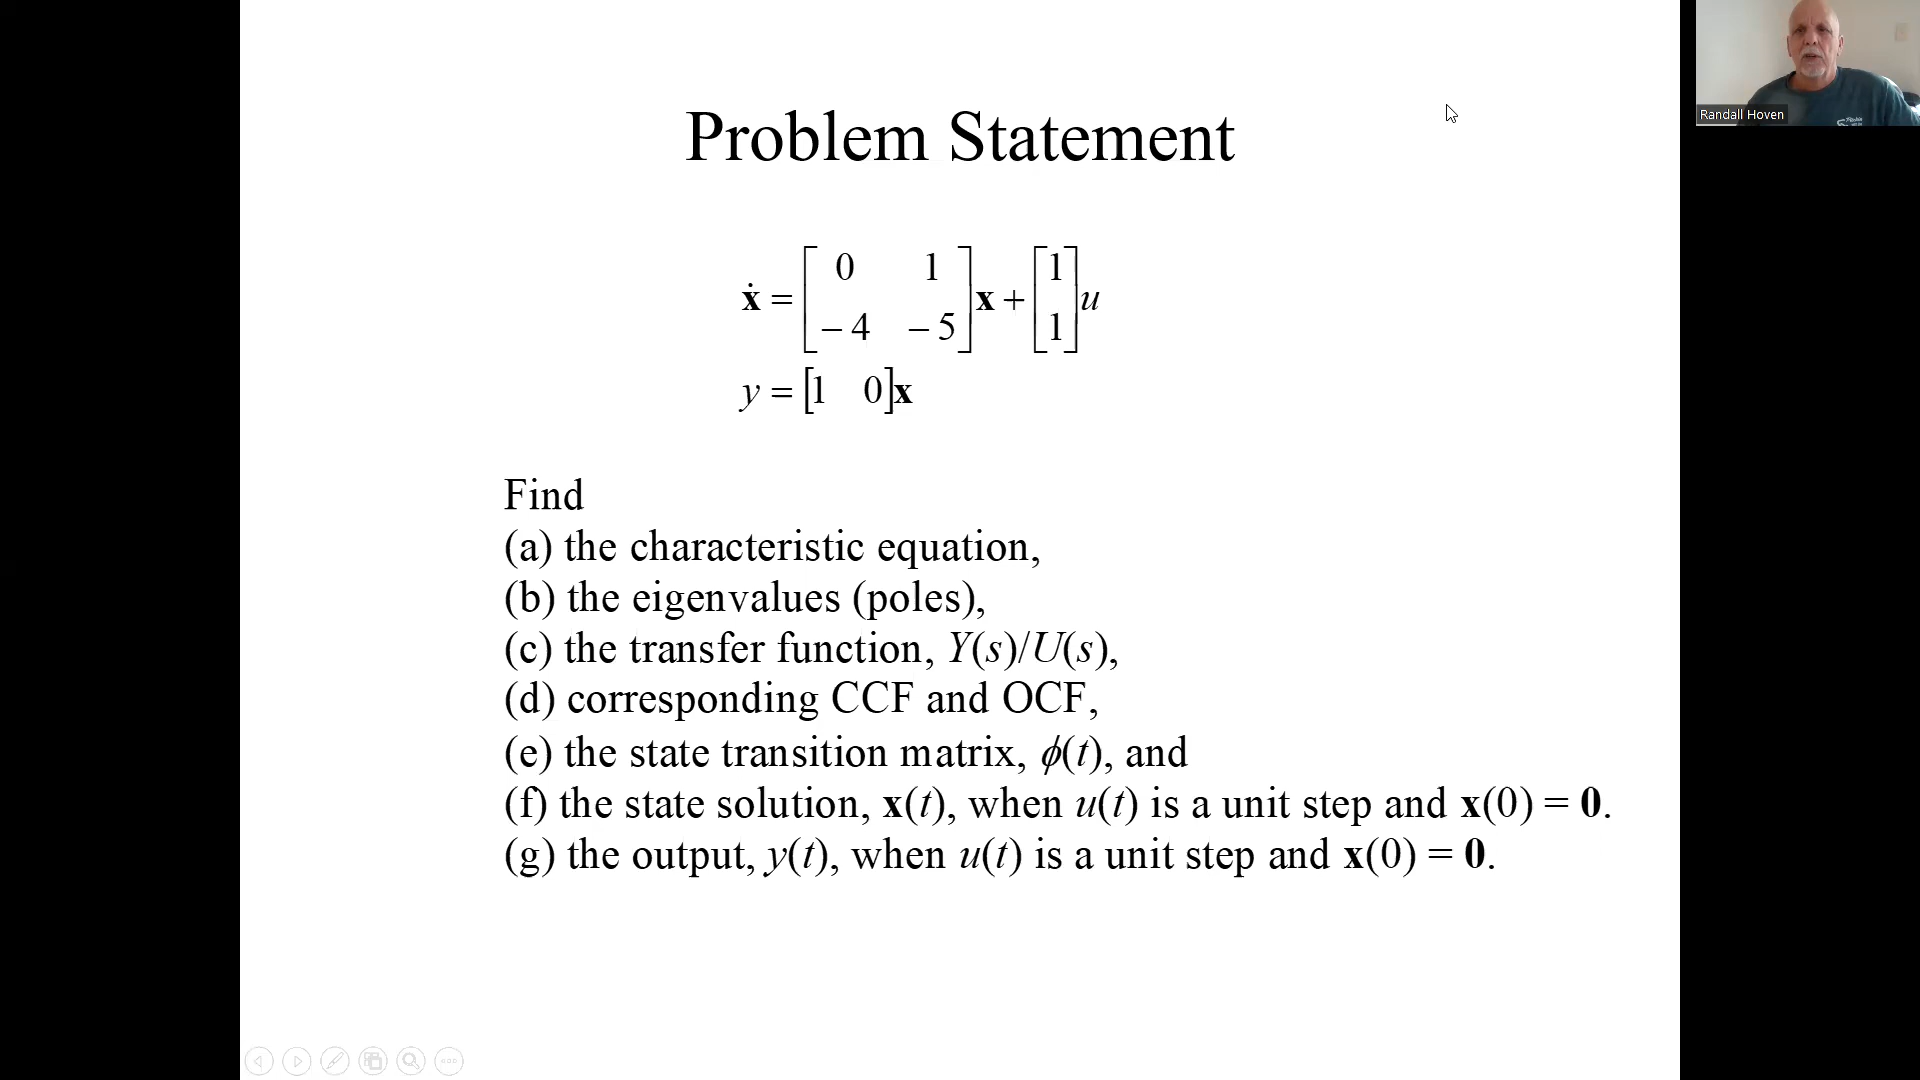 Problem Statement
ẋ = [ 0 1 ; −4 −5 ] x + [ 1 ; 1 ] u
y = [1 0]x
Find
(a) the characteristic equation,
(b) the eigenvalues (poles),
(c) the transfer function, Y(s)/U(s),
(d) corresponding CCF and OCF,
(e) the state transition matrix, ϕ(t), and
(f) the state solution, x(t), when u(t) is a unit step and x(0) = 0.
(g) the output, y(t), when u(t) is a unit step and x(0) = 0.
Randall Hoven